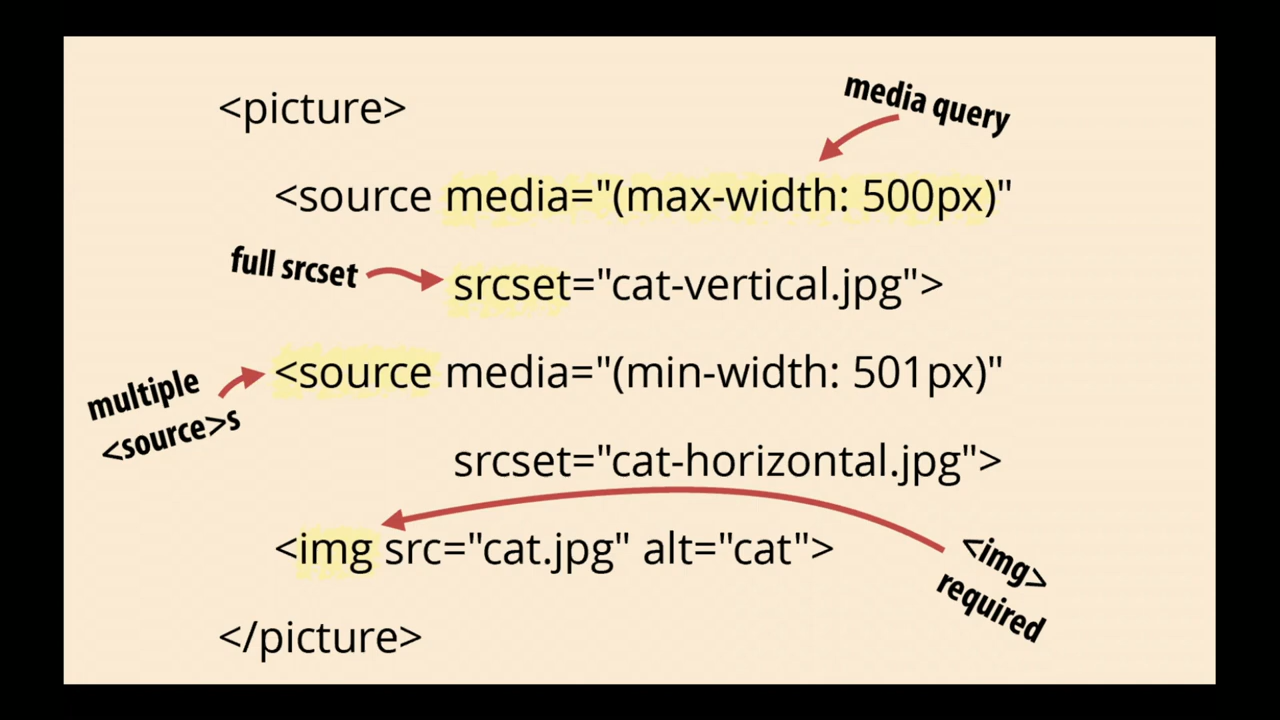 <picture>
media query
<source media="(max-width: 500px)"
full srcset
srcset="cat-vertical.jpg">
<source media="(min-width: 501px)"
multiple
<source>s
srcset="cat-horizontal.jpg">
<img src="cat.jpg" alt="cat">
<img>
required
</picture>